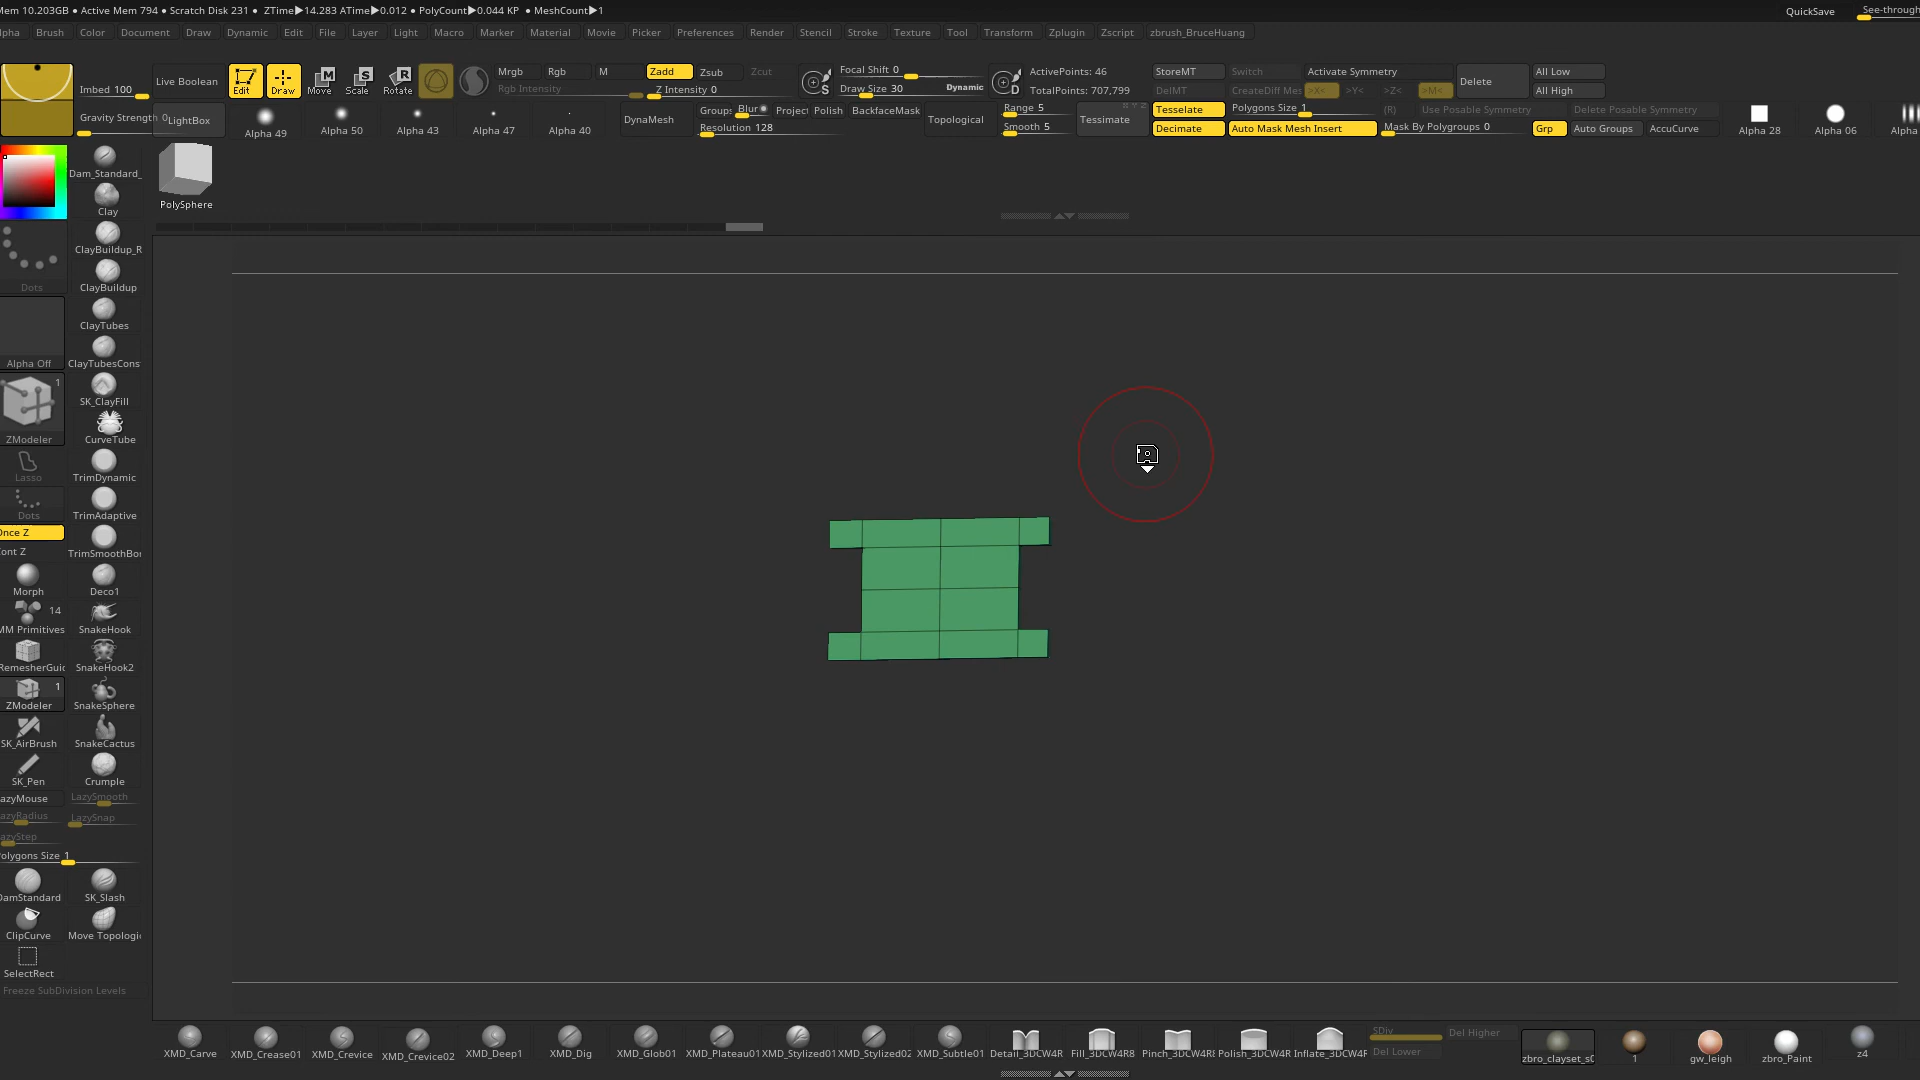 Mem 10.203GB • Active Mem 794 • Scratch Disk 231 • ZTime▶14.283 ATime▶0.012 • PolyCount▶0.044 KP • MeshCount▶1
QuickSave
See-through
lpha Brush Color Document Draw Dynamic Edit File Layer Light Macro Marker Material Movie Picker Preferences Render Stencil Stroke Texture Tool Transform Zplugin Zscript zbrush_BruceHuang
Imbed 100
Live Boolean
Edit Draw Move Scale Rotate
Mrgb Rgb M Zadd Zsub Zcut
Rgb Intensity Z Intensity 0
Focal Shift 0
Draw Size 30 Dynamic
ActivePoints: 46
TotalPoints: 707,799
StoreMT Switch Activate Symmetry Delete All Low
DelMT CreateDiff Mes >X< >Y< >Z< >M< All High
Gravity Strength 0
LightBox
Alpha 49 Alpha 50 Alpha 43 Alpha 47 Alpha 40
DynaMesh
Groups Blur Project Polish BackfaceMask
Resolution 128
Topological
Range 5
Smooth 5
Tessimate
Tesselate Polygons Size 1 (R) Use Posable Symmetry Delete Posable Symmetry
Decimate Auto Mask Mesh Insert Mask By Polygroups 0 Grp Auto Groups AccuCurve
Alpha 28 Alpha 06 Alpha
PolySphere
Dam_Standard_
Clay
ClayBuildup_R
Dots ClayBuildup
ClayTubes
Alpha Off ClayTubesCons
1
SK_ClayFill
ZModeler CurveTube
Lasso TrimDynamic
Dots TrimAdaptive
Once Z
ont Z TrimSmoothBor
Morph Deco1
14
MM Primitives SnakeHook
RemesherGuid SnakeHook2
1
ZModeler SnakeSphere
SK_AirBrush SnakeCactus
SK_Pen Crumple
azyMouse LazySmooth
azyRadius LazySnap
azyStep
Polygons Size 1
DamStandard SK_Slash
ClipCurve Move Topologi
SelectRect
Freeze SubDivision Levels
XMD_Carve XMD_Crease01 XMD_Crevice XMD_Crevice02 XMD_Deep1 XMD_Dig XMD_Glob01 XMD_Plateau01 XMD_Stylized01 XMD_Stylized02 XMD_Subtle01 Detail_3DCW4R Fill_3DCW4R8 Pinch_3DCW4R8 Polish_3DCW4R Inflate_3DCW4R
SDiv Del Higher
Del Lower
zbro_clayset_s0 1 gw_leigh zbro_Paint z4